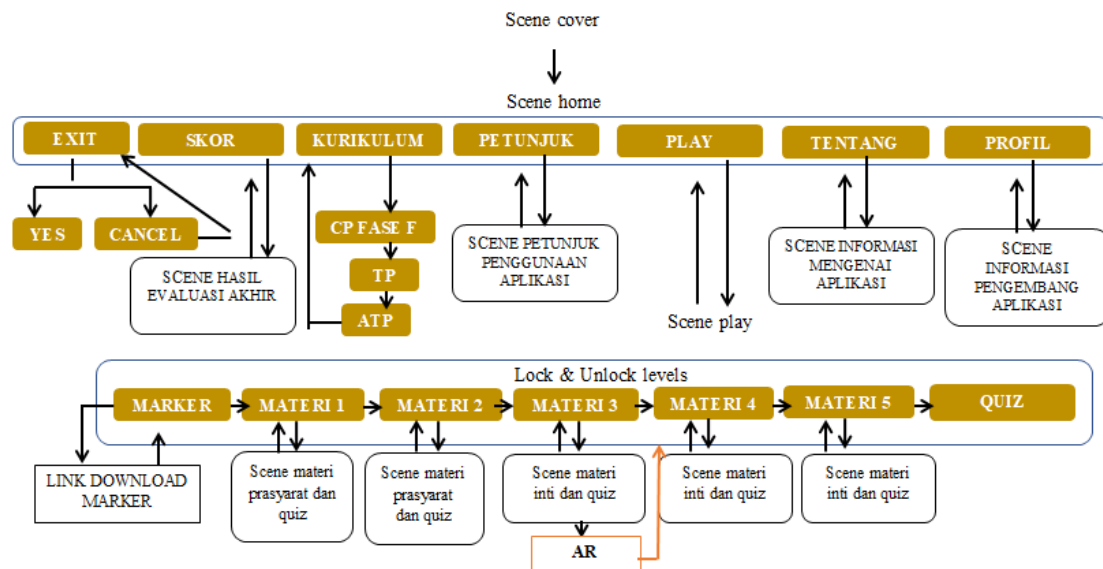 Scene cover
Scene home
EXIT
SKOR
KURIKULUM
PETUNJUK
PLAY
TENTANG
PROFIL
YES
CANCEL
SCENE HASIL
EVALUASI AKHIR
CP FASE F
TP
ATP
SCENE PETUNJUK
PENGGUNAAN
APLIKASI
Scene play
SCENE INFORMASI
MENGENAI
APLIKASI
SCENE
INFORMASI
PENGEMBANG
APLIKASI
Lock & Unlock levels
MARKER
MATERI 1
MATERI 2
MATERI 3
MATERI 4
MATERI 5
QUIZ
LINK DOWNLOAD
MARKER
Scene materi
prasyarat dan
quiz
Scene materi
prasyarat
dan quiz
Scene materi
inti dan quiz
Scene materi
inti dan quiz
Scene materi
inti dan quiz
AR